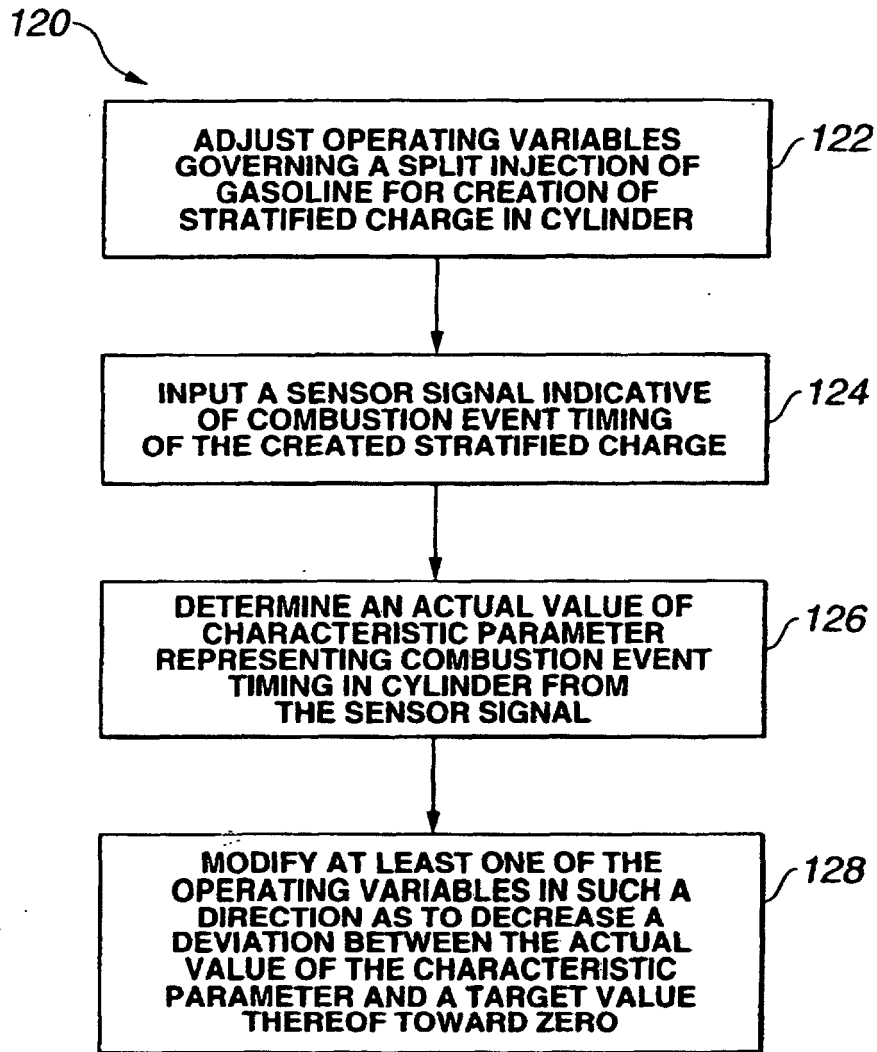 120
ADJUST OPERATING VARIABLES
GOVERNING A SPLIT INJECTION OF
GASOLINE FOR CREATION OF
STRATIFIED CHARGE IN CYLINDER
122
INPUT A SENSOR SIGNAL INDICATIVE
OF COMBUSTION EVENT TIMING
OF THE CREATED STRATIFIED CHARGE
124
DETERMINE AN ACTUAL VALUE OF
CHARACTERISTIC PARAMETER
REPRESENTING COMBUSTION EVENT
TIMING IN CYLINDER FROM
THE SENSOR SIGNAL
126
MODIFY AT LEAST ONE OF THE
OPERATING VARIABLES IN SUCH A
DIRECTION AS TO DECREASE A
DEVIATION BETWEEN THE ACTUAL
VALUE OF THE CHARACTERISTIC
PARAMETER AND A TARGET VALUE
THEREOF TOWARD ZERO
128